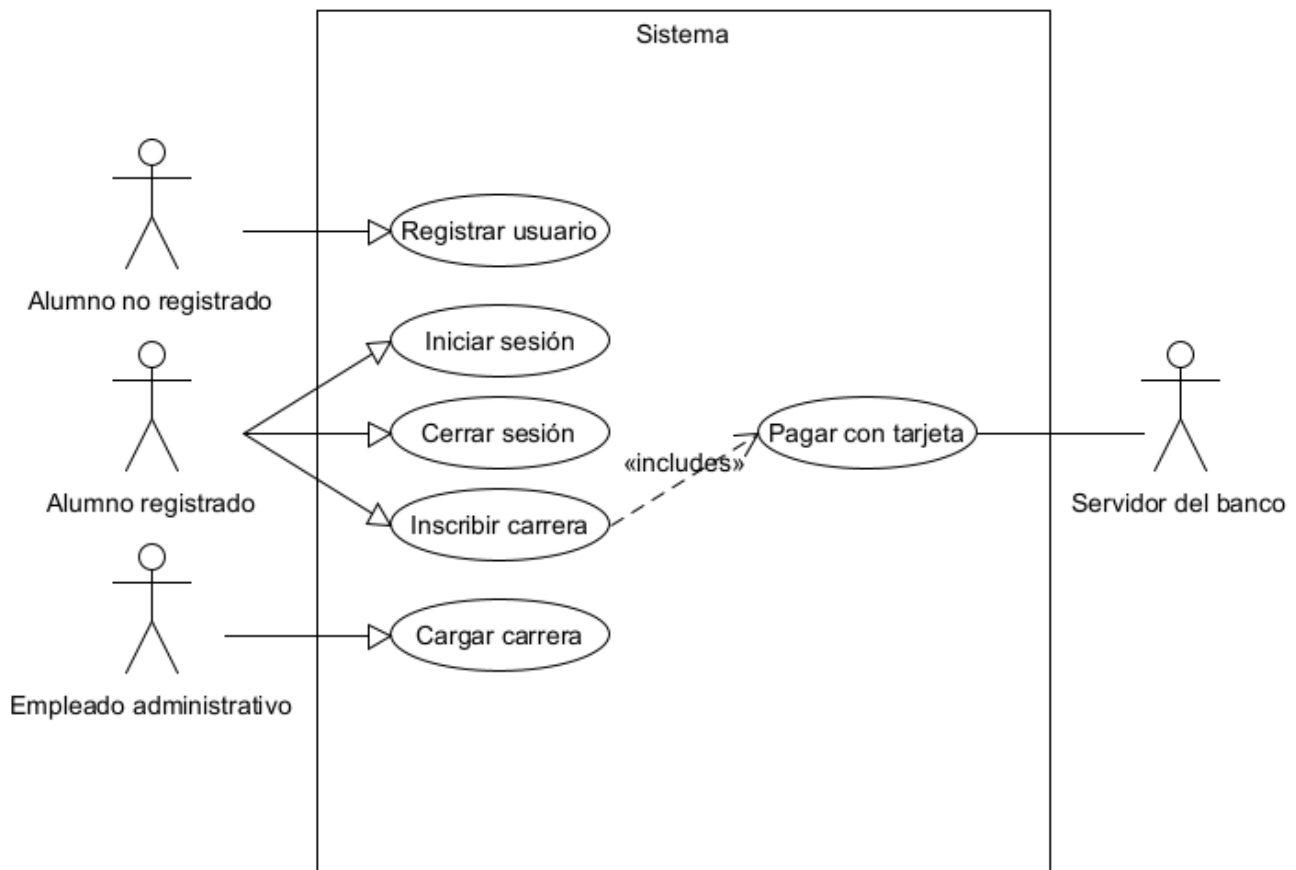 Sistema
Registrar usuario
Alumno no registrado
Iniciar sesión
Cerrar sesión
Pagar con tarjeta
«includes»
Alumno registrado
Servidor del banco
Inscribir carrera
Cargar carrera
Empleado administrativo